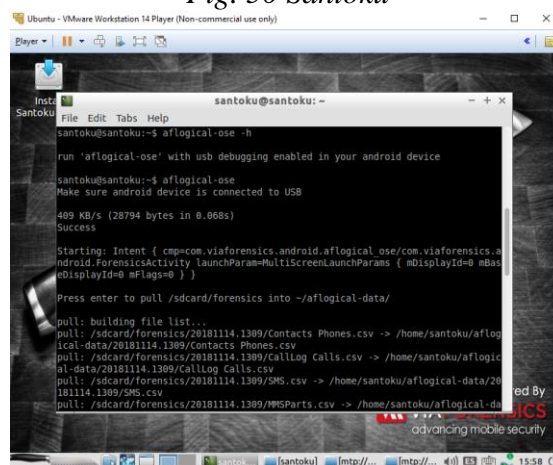 Fig. 30 Santoku
Ubuntu - VMware Workstation 14 Player (Non-commercial use only)
Player
Insta
Santoku
santoku@santoku: ~
File Edit Tabs Help
santoku@santoku:~$ aflogical-ose -h
run 'aflogical-ose' with usb debugging enabled in your android device
santoku@santoku:~$ aflogical-ose
Make sure android device is connected to USB
409 KB/s (28794 bytes in 0.068s)
Success
Starting: Intent { cmp=com.viaforensics.android.aflogical_ose/com.viaforensics.a
ndroid.ForensicsActivity launchParam=MultiScreenLaunchParams { mDisplayId=0 mBas
eDisplayId=0 mFlags=0 } }
Press enter to pull /sdcard/forensics into ~/aflogical-data/
pull: building file list...
pull: /sdcard/forensics/20181114.1309/Contacts Phones.csv -> /home/santoku/aflog
ical-data/20181114.1309/Contacts Phones.csv
pull: /sdcard/forensics/20181114.1309/CallLog Calls.csv -> /home/santoku/aflogic
al-data/20181114.1309/CallLog Calls.csv
pull: /sdcard/forensics/20181114.1309/SMS.csv -> /home/santoku/aflogical-data/20
181114.1309/SMS.csv
pull: /sdcard/forensics/20181114.1309/MMSParts.csv -> /home/santoku/aflogical-da
red By
advancing mobile security
[santoku] [mtp://... [mtp://... ES 15:58